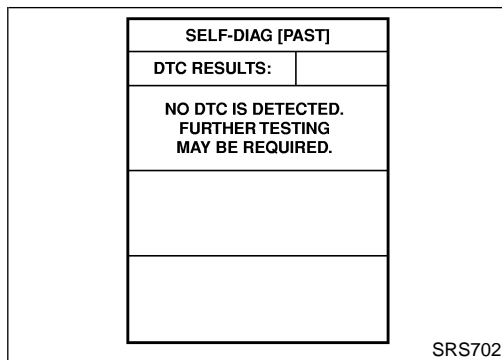 SELF-DIAG [PAST]
DTC RESULTS:
NO DTC IS DETECTED.
FURTHER TESTING
MAY BE REQUIRED.
SRS702